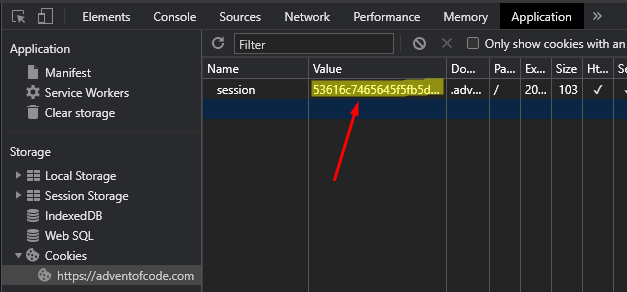 Elements Console Sources Network Performance Memory Application »
Application
Manifest
Service Workers
Clear storage
Storage
Local Storage
Session Storage
IndexedDB
Web SQL
Cookies
https://adventofcode.com
Filter
Only show cookies with an
Name Value Do... Pa... Ex... Size Ht... Se
session 53616c7465645f5fb5d... .adv... / 20... 103 ✓